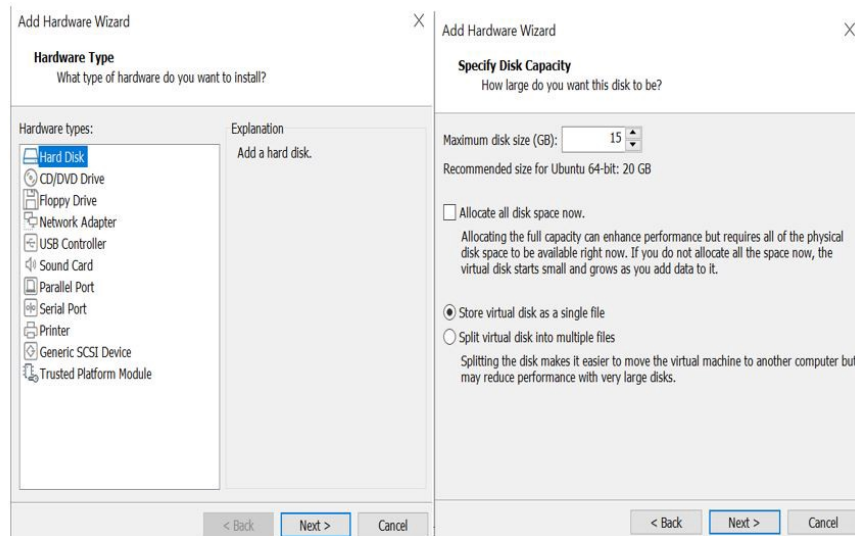 Add Hardware Wizard
X
Hardware Type
What type of hardware do you want to install?
Hardware types:
Hard Disk
CD/DVD Drive
Floppy Drive
Network Adapter
USB Controller
Sound Card
Parallel Port
Serial Port
Printer
Generic SCSI Device
Trusted Platform Module
Explanation
Add a hard disk.
< Back
Next >
Cancel
Add Hardware Wizard
X
Specify Disk Capacity
How large do you want this disk to be?
Maximum disk size (GB): 15
Recommended size for Ubuntu 64-bit: 20 GB
Allocate all disk space now.
Allocating the full capacity can enhance performance but requires all of the physical
disk space to be available right now. If you do not allocate all the space now, the
virtual disk starts small and grows as you add data to it.
Store virtual disk as a single file
Split virtual disk into multiple files
Splitting the disk makes it easier to move the virtual machine to another computer but
may reduce performance with very large disks.
< Back
Next >
Cancel